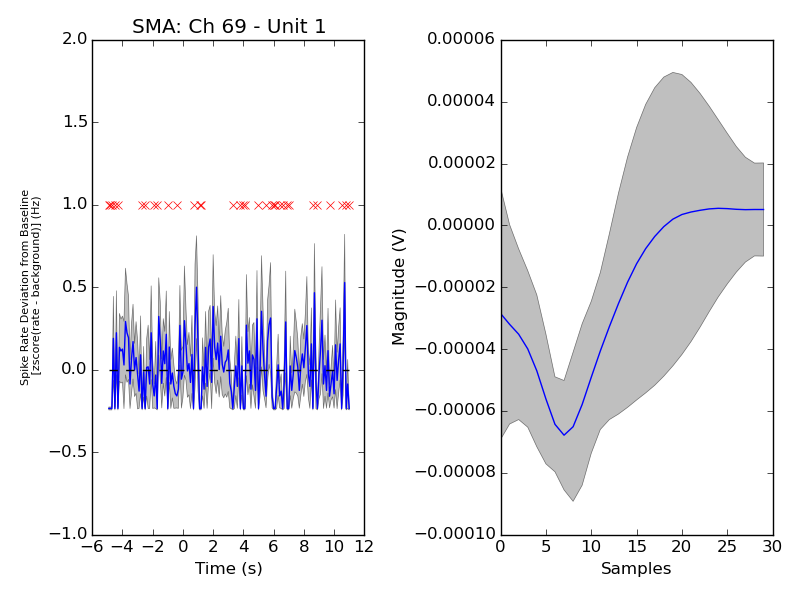 SMA: Ch 69 - Unit 1
Spike Rate Deviation from Baseline
[zscore(rate - background)] (Hz)
2.0
1.5
1.0
0.5
0.0
−0.5
−1.0
−6 −4 −2 0 2 4 6 8 10 12
Time (s)
Magnitude (V)
0.00006
0.00004
0.00002
0.00000
−0.00002
−0.00004
−0.00006
−0.00008
−0.00010
0 5 10 15 20 25 30
Samples